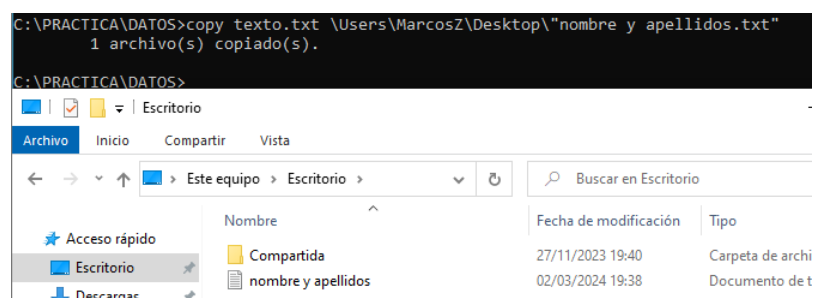 C:\PRACTICA\DATOS>copy texto.txt \Users\MarcosZ\Desktop\"nombre y apellidos.txt"
1 archivo(s) copiado(s).
C:\PRACTICA\DATOS>
Escritorio
Archivo Inicio Compartir Vista
Este equipo > Escritorio > Buscar en Escritorio
Nombre Fecha de modificación Tipo
Acceso rápido
Compartida 27/11/2023 19:40 Carpeta de archi
Escritorio
nombre y apellidos 02/03/2024 19:38 Documento de t
Descargas